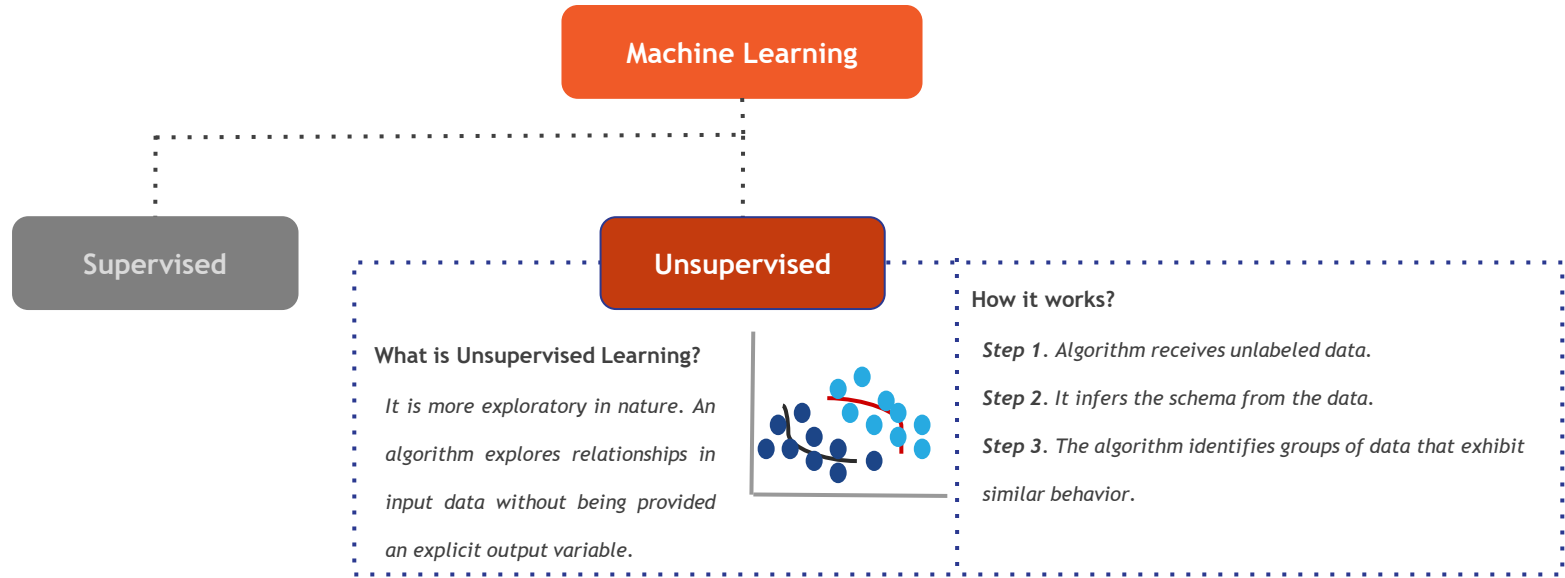 Machine Learning
Supervised
Unsupervised
What is Unsupervised Learning?
It is more exploratory in nature. An
algorithm explores relationships in
input data without being provided
an explicit output variable.
How it works?
Step 1. Algorithm receives unlabeled data.
Step 2. It infers the schema from the data.
Step 3. The algorithm identifies groups of data that exhibit
similar behavior.